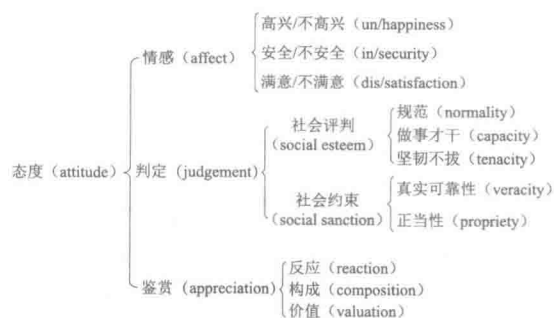 高兴/不高兴（un/happiness）
情感（affect）
安全/不安全（in/security）
满意/不满意（dis/satisfaction）
态度（attitude）
判定（judgement）
社会评判
（social esteem）
规范（normality）
做事才干（capacity）
坚韧不拔（tenacity）
社会约束
（social sanction）
真实可靠性（veracity）
正当性（propriety）
鉴赏（appreciation）
反应（reaction）
构成（composition）
价值（valuation）